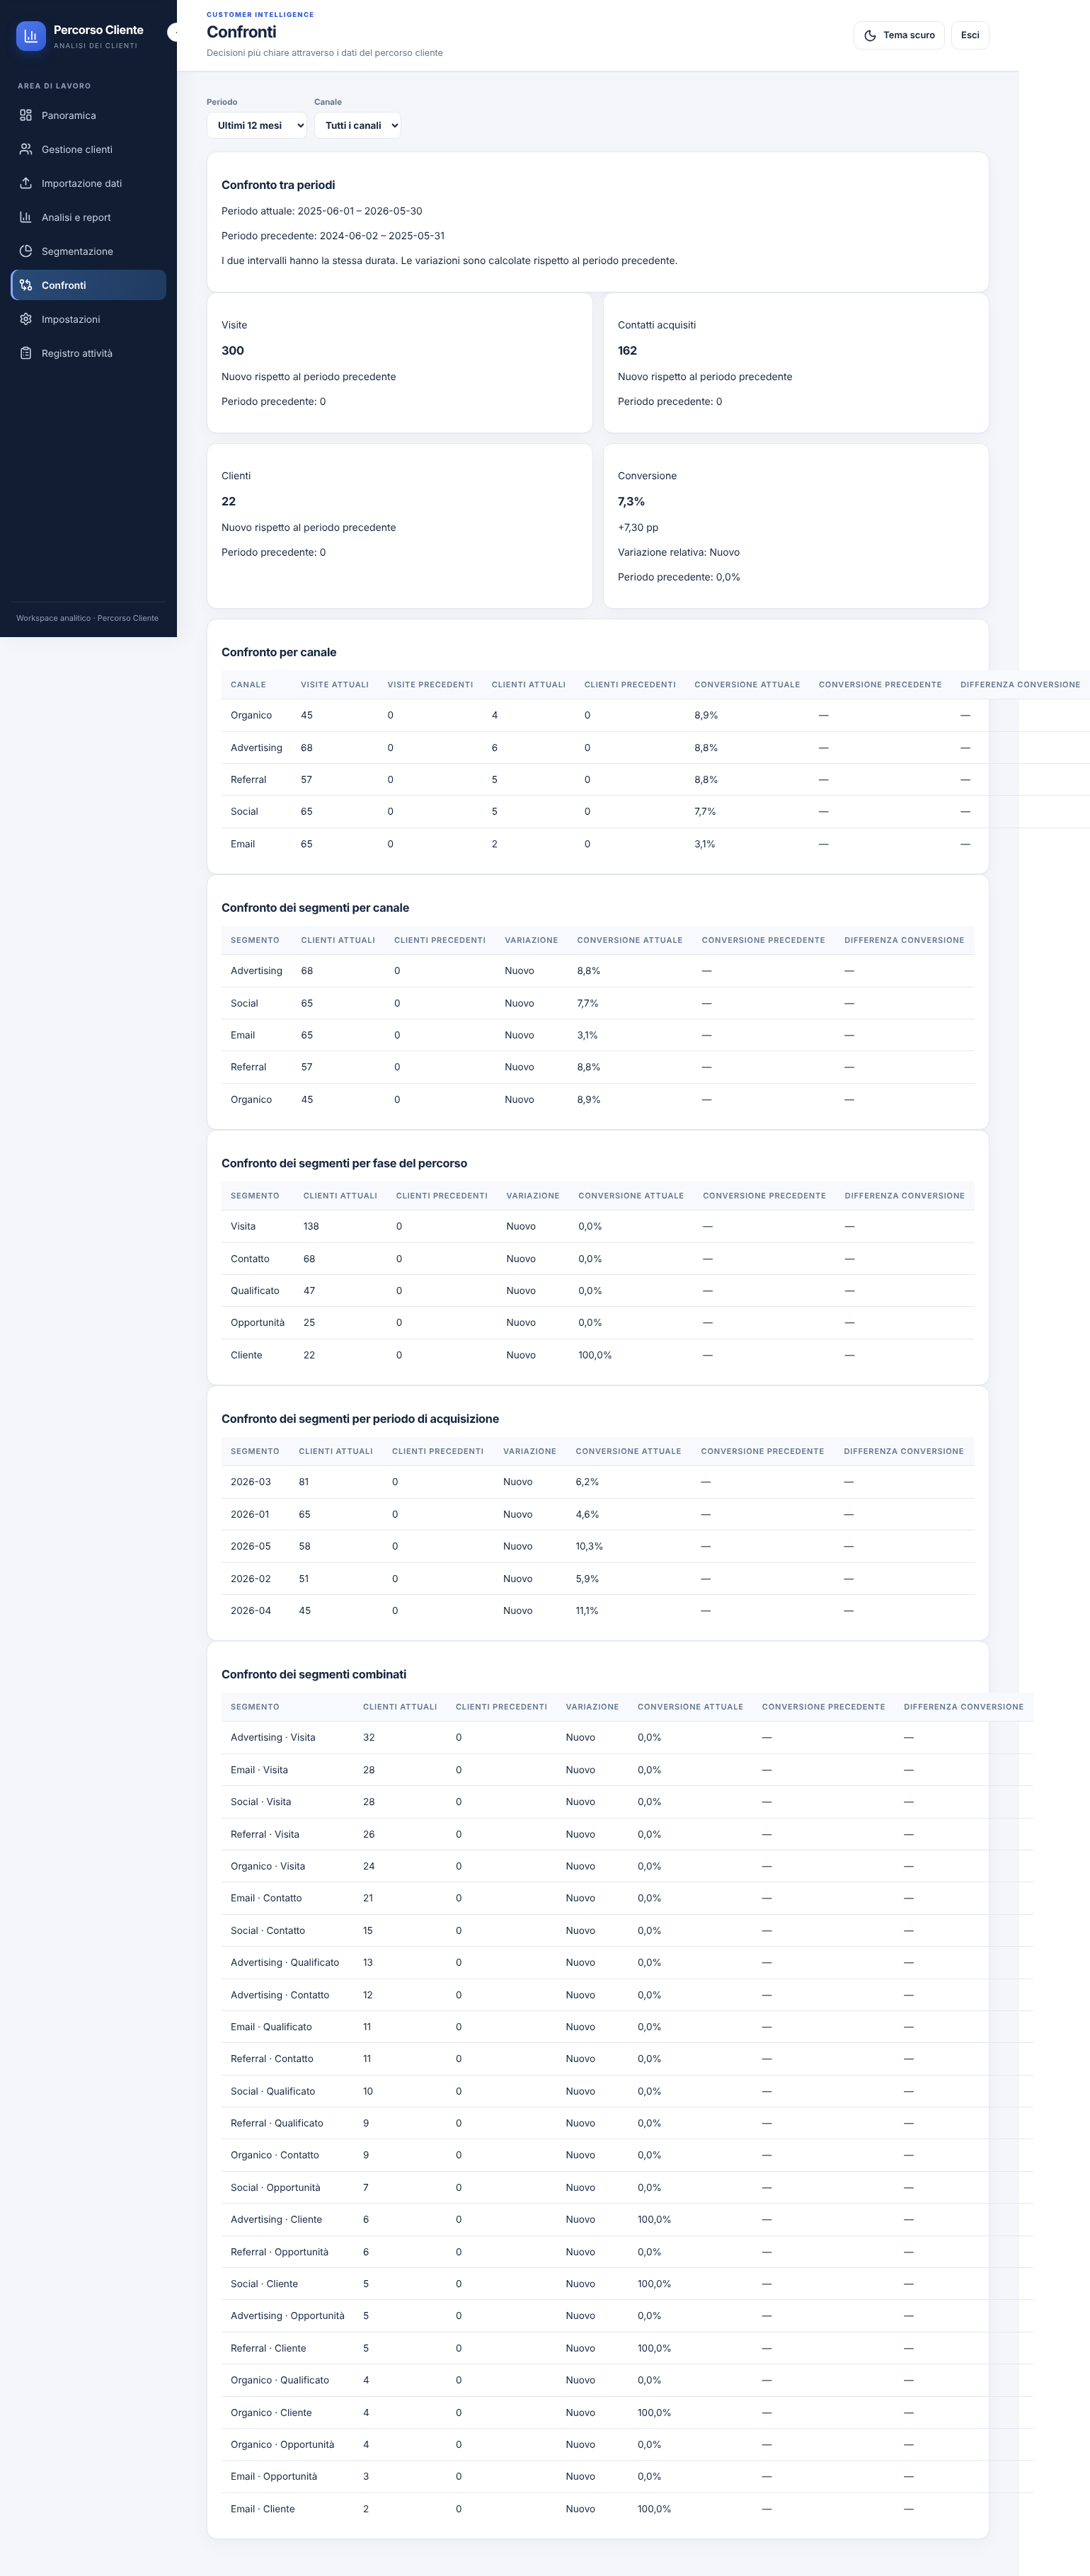 Percorso Cliente
ANALISI DEI CLIENTI
AREA DI LAVORO
Panoramica
Gestione clienti
Importazione dati
Analisi e report
Segmentazione
Confronti
Impostazioni
Registro attività
Workspace analitico · Percorso Cliente
CUSTOMER INTELLIGENCE
Confronti
Decisioni più chiare attraverso i dati del percorso cliente
Tema scuro
Esci
Periodo Canale
Ultimi 12 mesi Tutti i canali
Confronto tra periodi
Periodo attuale: 2025-06-01 – 2026-05-30
Periodo precedente: 2024-06-02 – 2025-05-31
I due intervalli hanno la stessa durata. Le variazioni sono calcolate rispetto al periodo precedente.
Visite
300
Nuovo rispetto al periodo precedente
Periodo precedente: 0
Contatti acquisiti
162
Nuovo rispetto al periodo precedente
Periodo precedente: 0
Clienti
22
Nuovo rispetto al periodo precedente
Periodo precedente: 0
Conversione
7,3%
+7,30 pp
Variazione relativa: Nuovo
Periodo precedente: 0,0%
Confronto per canale
CANALE VISITE ATTUALI VISITE PRECEDENTI CLIENTI ATTUALI CLIENTI PRECEDENTI CONVERSIONE ATTUALE CONVERSIONE PRECEDENTE DIFFERENZA CONVERSIONE
Organico 45 0 4 0 8,9% — —
Advertising 68 0 6 0 8,8% — —
Referral 57 0 5 0 8,8% — —
Social 65 0 5 0 7,7% — —
Email 65 0 2 0 3,1% — —
Confronto dei segmenti per canale
SEGMENTO CLIENTI ATTUALI CLIENTI PRECEDENTI VARIAZIONE CONVERSIONE ATTUALE CONVERSIONE PRECEDENTE DIFFERENZA CONVERSIONE
Advertising 68 0 Nuovo 8,8% — —
Social 65 0 Nuovo 7,7% — —
Email 65 0 Nuovo 3,1% — —
Referral 57 0 Nuovo 8,8% — —
Organico 45 0 Nuovo 8,9% — —
Confronto dei segmenti per fase del percorso
SEGMENTO CLIENTI ATTUALI CLIENTI PRECEDENTI VARIAZIONE CONVERSIONE ATTUALE CONVERSIONE PRECEDENTE DIFFERENZA CONVERSIONE
Visita 138 0 Nuovo 0,0% — —
Contatto 68 0 Nuovo 0,0% — —
Qualificato 47 0 Nuovo 0,0% — —
Opportunità 25 0 Nuovo 0,0% — —
Cliente 22 0 Nuovo 100,0% — —
Confronto dei segmenti per periodo di acquisizione
SEGMENTO CLIENTI ATTUALI CLIENTI PRECEDENTI VARIAZIONE CONVERSIONE ATTUALE CONVERSIONE PRECEDENTE DIFFERENZA CONVERSIONE
2026-03 81 0 Nuovo 6,2% — —
2026-01 65 0 Nuovo 4,6% — —
2026-05 58 0 Nuovo 10,3% — —
2026-02 51 0 Nuovo 5,9% — —
2026-04 45 0 Nuovo 11,1% — —
Confronto dei segmenti combinati
SEGMENTO CLIENTI ATTUALI CLIENTI PRECEDENTI VARIAZIONE CONVERSIONE ATTUALE CONVERSIONE PRECEDENTE DIFFERENZA CONVERSIONE
Advertising · Visita 32 0 Nuovo 0,0% — —
Email · Visita 28 0 Nuovo 0,0% — —
Social · Visita 28 0 Nuovo 0,0% — —
Referral · Visita 26 0 Nuovo 0,0% — —
Organico · Visita 24 0 Nuovo 0,0% — —
Email · Contatto 21 0 Nuovo 0,0% — —
Social · Contatto 15 0 Nuovo 0,0% — —
Advertising · Qualificato 13 0 Nuovo 0,0% — —
Advertising · Contatto 12 0 Nuovo 0,0% — —
Email · Qualificato 11 0 Nuovo 0,0% — —
Referral · Contatto 11 0 Nuovo 0,0% — —
Social · Qualificato 10 0 Nuovo 0,0% — —
Referral · Qualificato 9 0 Nuovo 0,0% — —
Organico · Contatto 9 0 Nuovo 0,0% — —
Social · Opportunità 7 0 Nuovo 0,0% — —
Advertising · Cliente 6 0 Nuovo 100,0% — —
Referral · Opportunità 6 0 Nuovo 0,0% — —
Social · Cliente 5 0 Nuovo 100,0% — —
Advertising · Opportunità 5 0 Nuovo 0,0% — —
Referral · Cliente 5 0 Nuovo 100,0% — —
Organico · Qualificato 4 0 Nuovo 0,0% — —
Organico · Cliente 4 0 Nuovo 100,0% — —
Organico · Opportunità 4 0 Nuovo 0,0% — —
Email · Opportunità 3 0 Nuovo 0,0% — —
Email · Cliente 2 0 Nuovo 100,0% — —